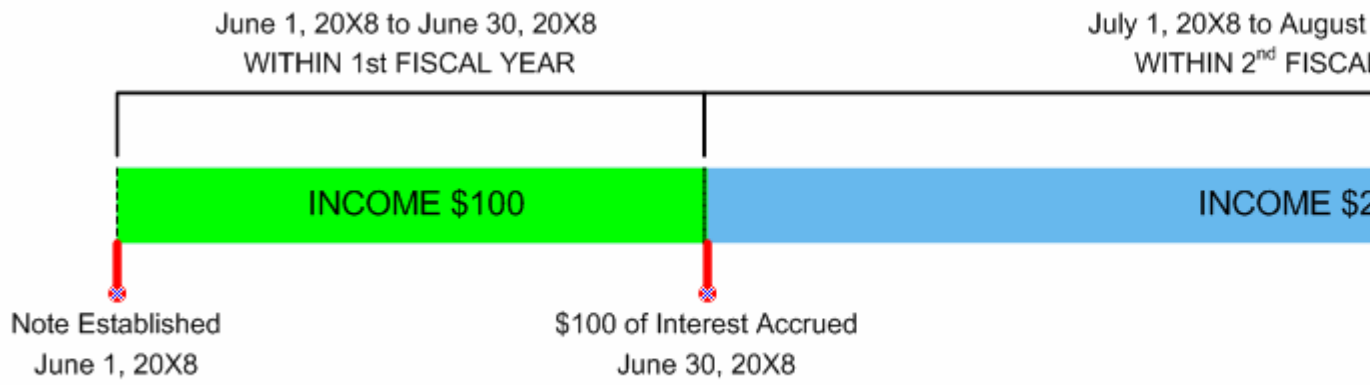 June 1, 20X8 to June 30, 20X8
WITHIN 1st FISCAL YEAR
July 1, 20X8 to August
WITHIN 2nd
INCOME $100
INCOME
Note Established
June 1, 20X8
$100 of Interest Accrued
June 30, 20X8